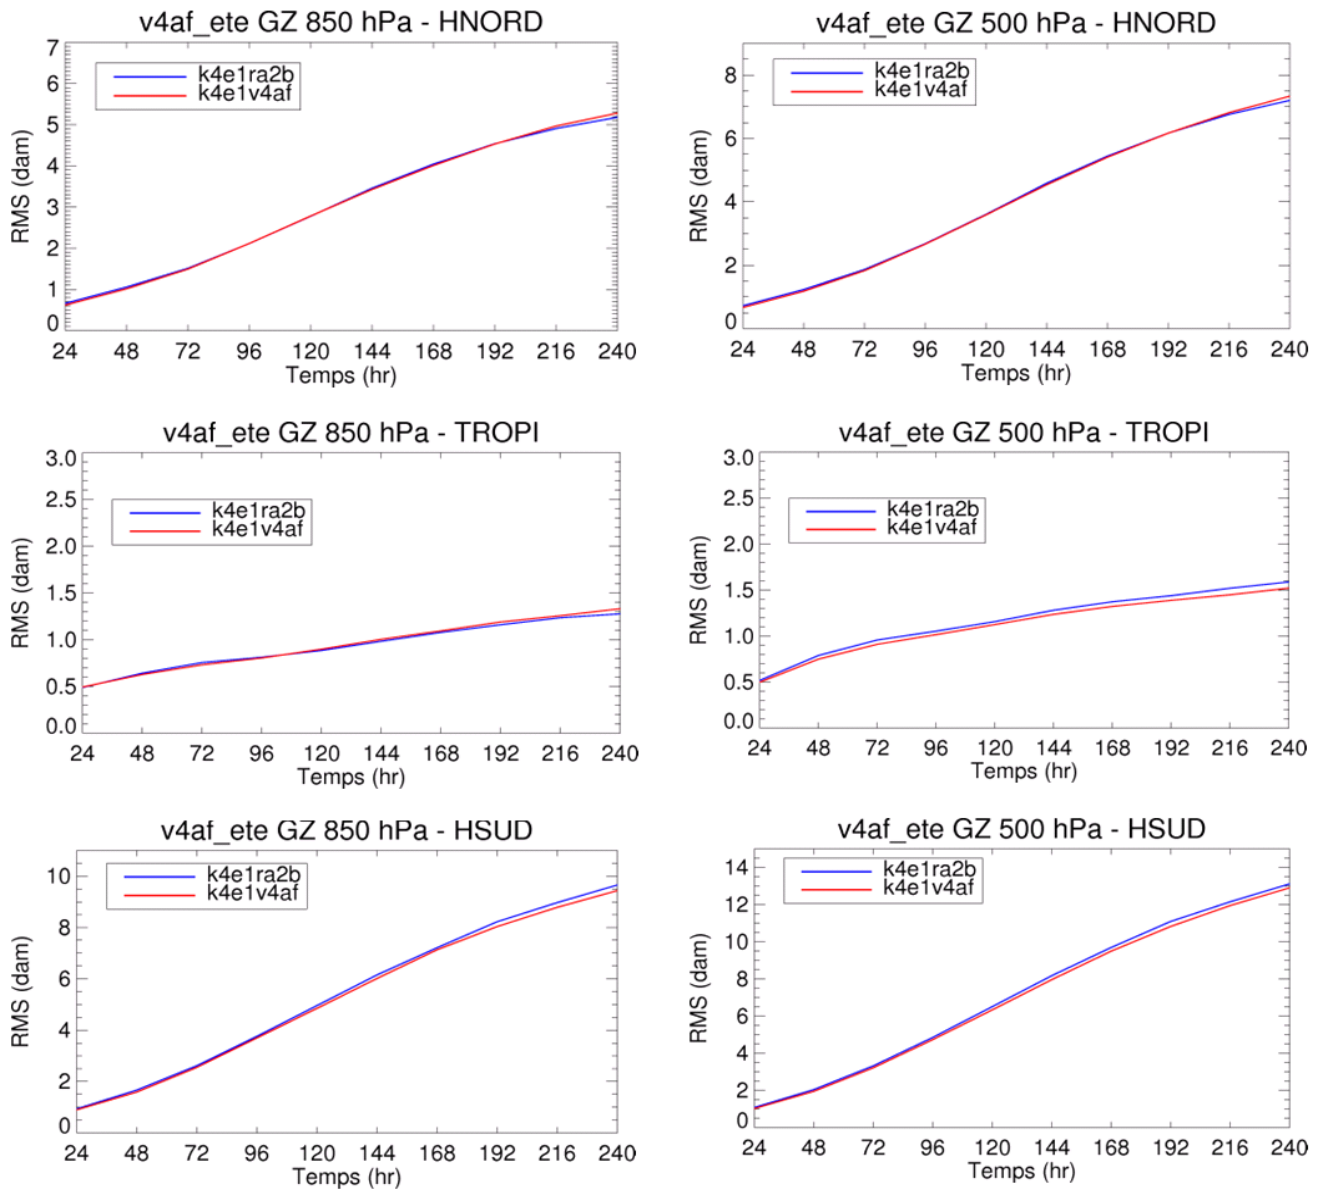 v4af_ete GZ 850 hPa - HNORD
7
6
5
4
3
2
1
0
RMS (dam)
k4e1ra2b
k4e1v4af
24 48 72 96 120 144 168 192 216 240
Temps (hr)
v4af_ete GZ 500 hPa - HNORD
8
6
4
2
0
RMS (dam)
k4e1ra2b
k4e1v4af
24 48 72 96 120 144 168 192 216 240
Temps (hr)
v4af_ete GZ 850 hPa - TROPI
3.0
2.5
2.0
1.5
1.0
0.5
0.0
RMS (dam)
k4e1ra2b
k4e1v4af
24 48 72 96 120 144 168 192 216 240
Temps (hr)
v4af_ete GZ 500 hPa - TROPI
3.0
2.5
2.0
1.5
1.0
0.5
0.0
RMS (dam)
k4e1ra2b
k4e1v4af
24 48 72 96 120 144 168 192 216 240
Temps (hr)
v4af_ete GZ 850 hPa - HSUD
10
8
6
4
2
0
RMS (dam)
k4e1ra2b
k4e1v4af
24 48 72 96 120 144 168 192 216 240
Temps (hr)
v4af_ete GZ 500 hPa - HSUD
14
12
10
8
6
4
2
0
RMS (dam)
k4e1ra2b
k4e1v4af
24 48 72 96 120 144 168 192 216 240
Temps (hr)